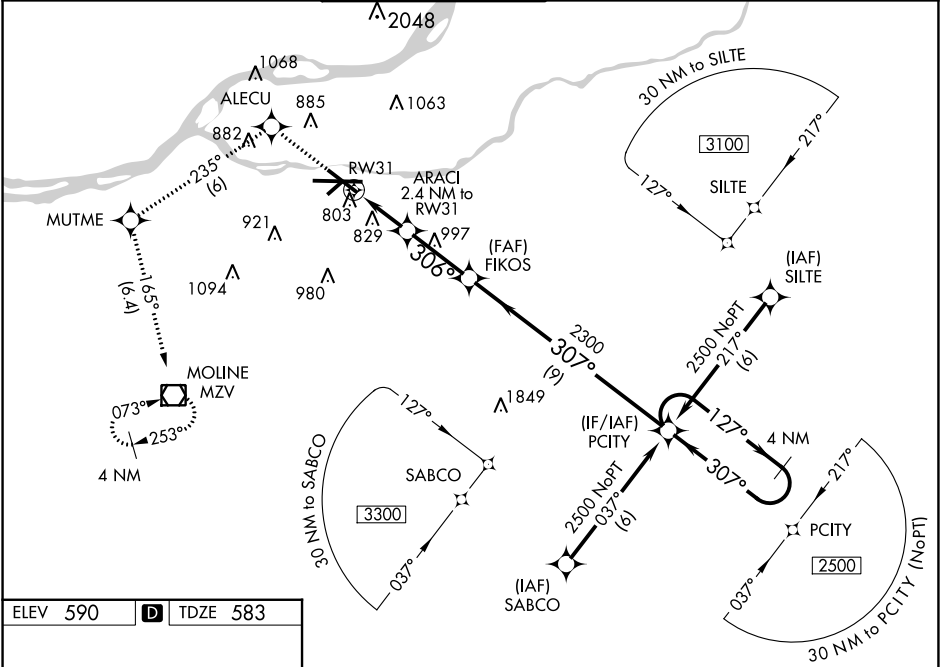 2048
1068
ALECU
885
882
1063
30 NM to SILTE
3100
217°
127°
SILTE
235°
(6)
RW31
ARACI
2.4 NM to
RW31
803
829
997
MUTME
921
306°
(FAF)
FIKOS
1094
980
165°
(6.4)
(IAF)
SILTE
2500 NoPT
217°
(6)
2300
307°
(9)
MOLINE
MZV
073°
253°
4 NM
1849
127°
(IF/IAF)
PCITY
127°
4 NM
307°
30 NM to SABCO
SABCO
3300
037°
2500 NoPT
037°
(6)
(IAF)
SABCO
217°
PCITY
2500
037°
30 NM to PCITY (NoPT)
ELEV 590 D TDZE 583